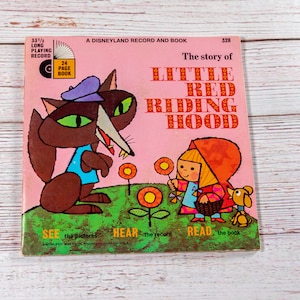 33⅓
LONG
PLAYING
RECORD
24
PAGE
BOOK
A DISNEYLAND RECORD AND BOOK
328
The story of
LITTLE
RED
RIDING
HOOD
SEE the pictures HEAR the record READ the book